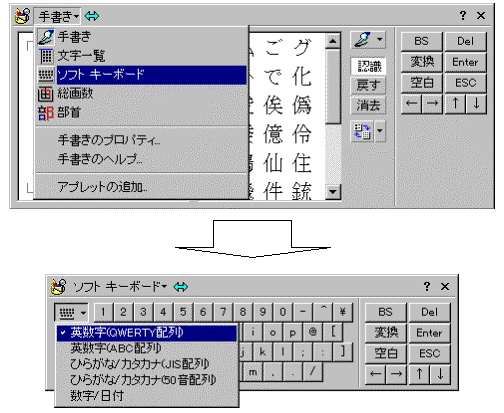 手書き
? ×
手書き
文字一覧
ソフト キーボード
総画数
部首
手書きのプロパティ...
手書きのヘルプ...
アプレットの追加...
ご グ
で 化
俟 僞
億 伶
仙 住
件 銃
認識
戻す
消去
BS Del
変換 Enter
空白 ESC
← → ↑ ↓
ソフト キーボード
? ×
1 2 3 4 5 6 7 8 9 0 - ^ ¥
i o p @ [
j k l ; : ]
m , . /
英数字(QWERTY配列)
英数字(ABC配列)
ひらがな/カタカナ(JIS配列)
ひらがな/カタカナ(50音配列)
数字/日付
BS Del
変換 Enter
空白 ESC
← → ↑ ↓